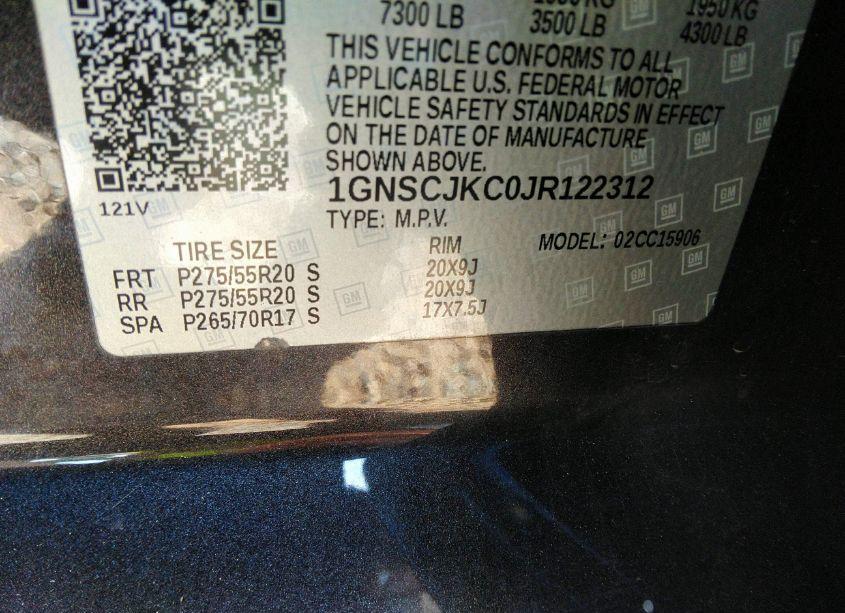 1950 KG
7300 LB 3500 LB 4300 LB
THIS VEHICLE CONFORMS TO ALL
APPLICABLE U.S. FEDERAL MOTOR
VEHICLE SAFETY STANDARDS IN EFFECT
ON THE DATE OF MANUFACTURE
SHOWN ABOVE.
121V
1GNSCJKC0JR122312
TYPE: M.P.V.
MODEL: 02CC15906
TIRE SIZE RIM
FRT P275/55R20 S 20X9J
RR P275/55R20 S 20X9J
SPA P265/70R17 S 17X7.5J